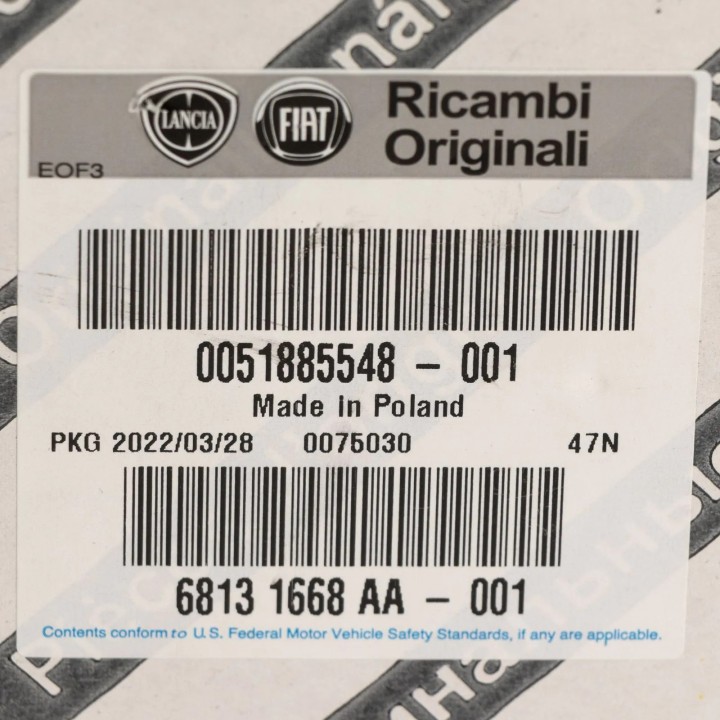 LANCIA
FIAT
Ricambi
Originali
EOF3
0051885548 - 001
Made in Poland
PKG 2022/03/28 0075030 47N
6813 1668 AA - 001
Contents conform to U.S. Federal Motor Vehicle Safety Standards, if any are applicable.